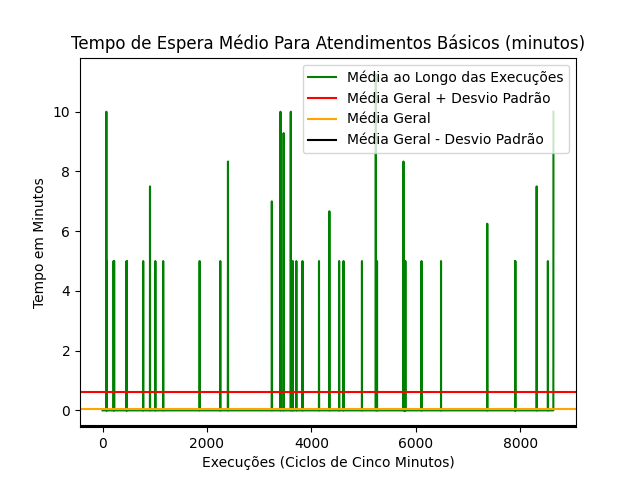 Tempo de Espera Médio Para Atendimentos Básicos (minutos)
Média ao Longo das Execuções
Média Geral + Desvio Padrão
Média Geral
Média Geral - Desvio Padrão
Tempo em Minutos
10
8
6
4
2
0
0 2000 4000 6000 8000
Execuções (Ciclos de Cinco Minutos)